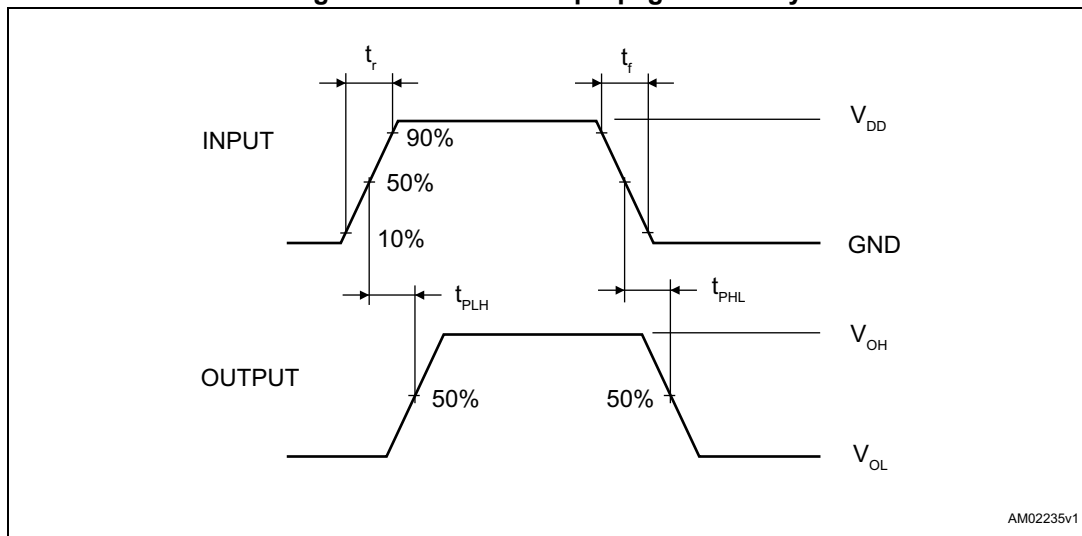 t_r t_f
V_DD
INPUT
90%
50%
10%
GND
t_PLH t_PHL
V_OH
OUTPUT
50% 50%
V_OL
AM02235v1